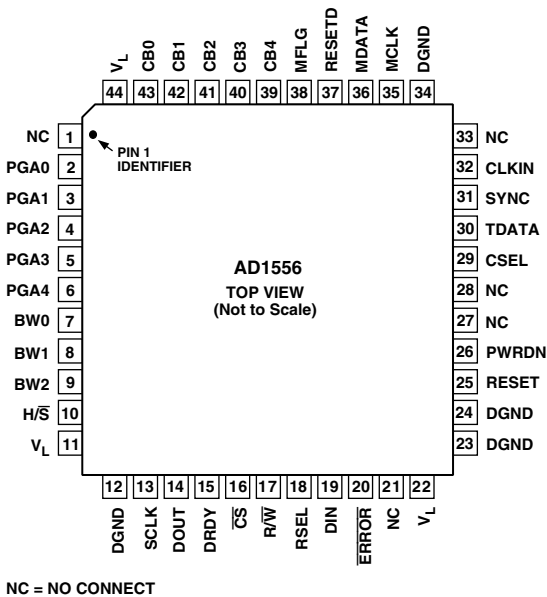 V_L CB0 CB1 CB2 CB3 CB4 MFLG RESETD MDATA MCLK DGND
44 43 42 41 40 39 38 37 36 35 34
NC 1
PGA0 2
PGA1 3
PGA2 4
PGA3 5
PGA4 6
BW0 7
BW1 8
BW2 9
H/S̅ 10
V_L 11
PIN 1
IDENTIFIER
AD1556
TOP VIEW
(Not to Scale)
33 NC
32 CLKIN
31 SYNC
30 TDATA
29 CSEL
28 NC
27 NC
26 PWRDN
25 RESET
24 DGND
23 DGND
12 13 14 15 16 17 18 19 20 21 22
DGND SCLK DOUT DRDY C̅S̅ R/W̅ RSEL DIN E̅R̅R̅O̅R̅ NC V_L
NC = NO CONNECT